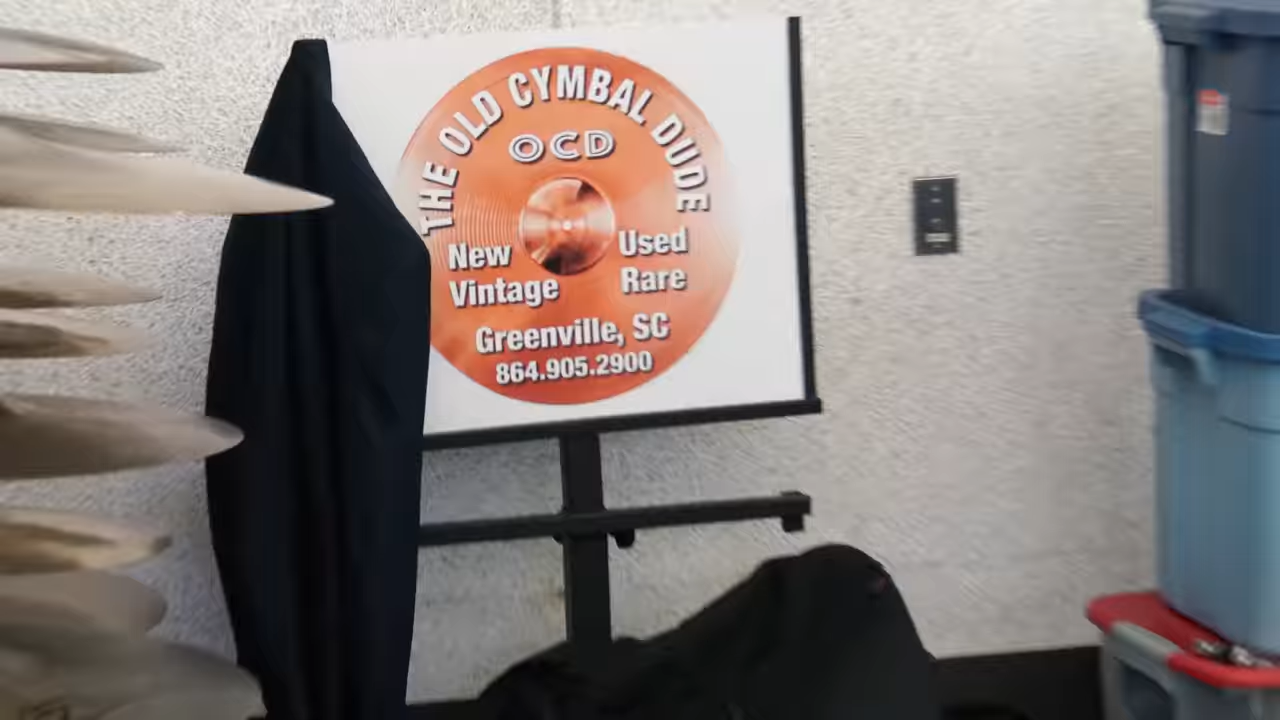 THE OLD CYMBAL DUDE
OCD
New Used
Vintage Rare
Greenville, SC
864.905.2900